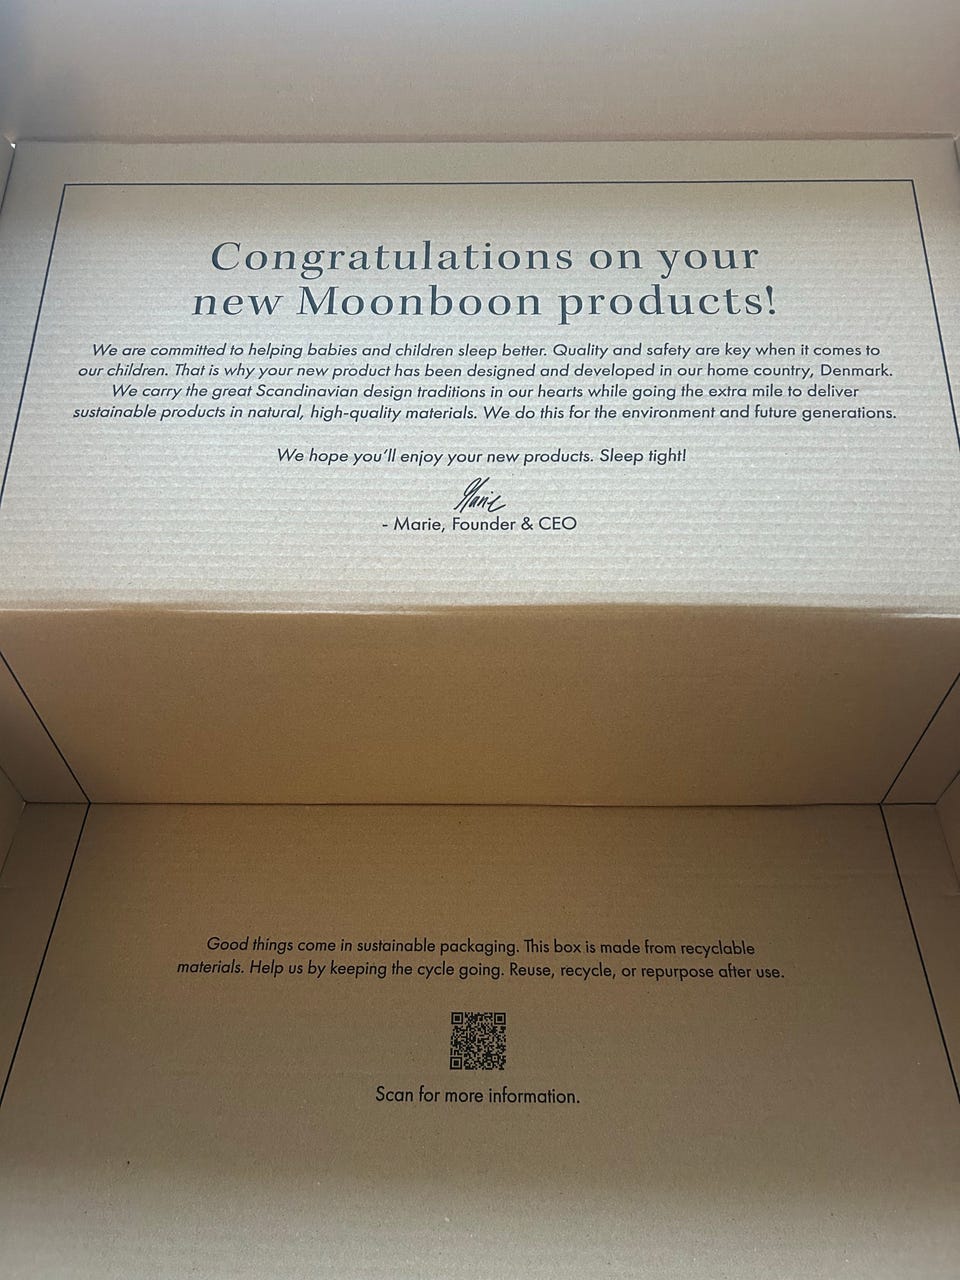 Congratulations on your
new Moonboon products!
We are committed to helping babies and children sleep better. Quality and safety are key when it comes to
our children. That is why your new product has been designed and developed in our home country, Denmark.
We carry the great Scandinavian design traditions in our hearts while going the extra mile to deliver
sustainable products in natural, high-quality materials. We do this for the environment and future generations.
We hope you'll enjoy your new products. Sleep tight!
Marie
- Marie, Founder & CEO
Good things come in sustainable packaging. This box is made from recyclable
materials. Help us by keeping the cycle going. Reuse, recycle, or repurpose after use.
Scan for more information.